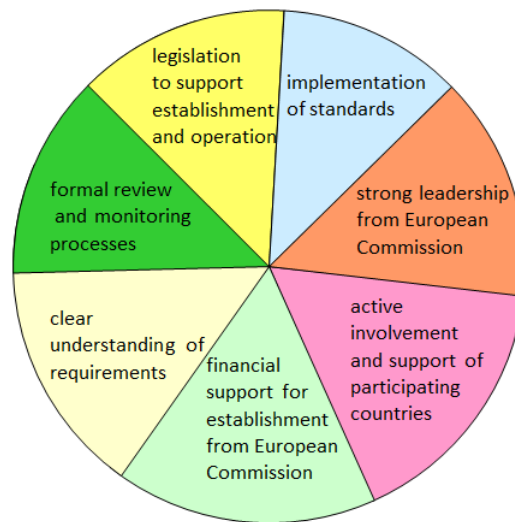 legislation
to support
establishment
and operation
implementation
of standards
strong leadership
from European
Commission
active
involvement
and support of
participating
countries
financial
support for
establishment
from European
Commission
clear
understanding of
requirements
formal review
and monitoring
processes